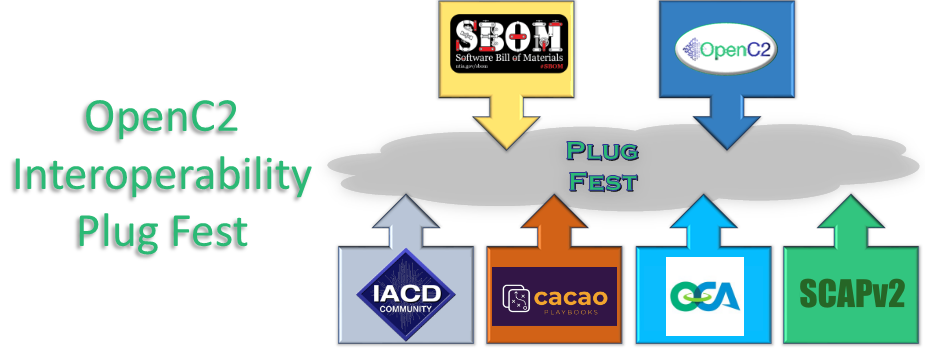 OpenC2
Interoperability
Plug Fest
SBOM
Software Bill of Materials
ntia.gov/sbom #SBOM
OpenC2
PLUG
FEST
IACD
COMMUNITY
cacao
PLAYBOOKS
OCA
SCAPv2